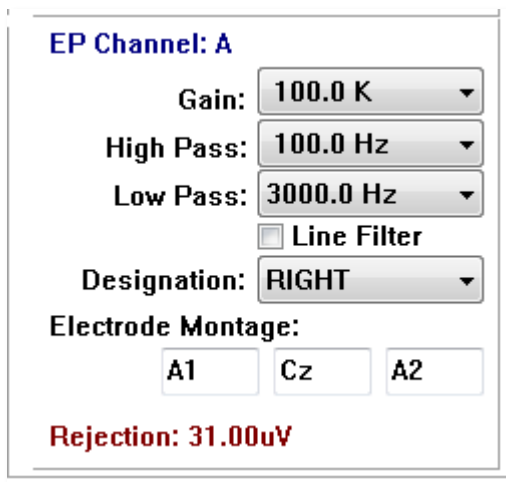 EP Channel: A
Gain: 100.0 K
High Pass: 100.0 Hz
Low Pass: 3000.0 Hz
Line Filter
Designation: RIGHT
Electrode Montage:
A1 Cz A2
Rejection: 31.00uV